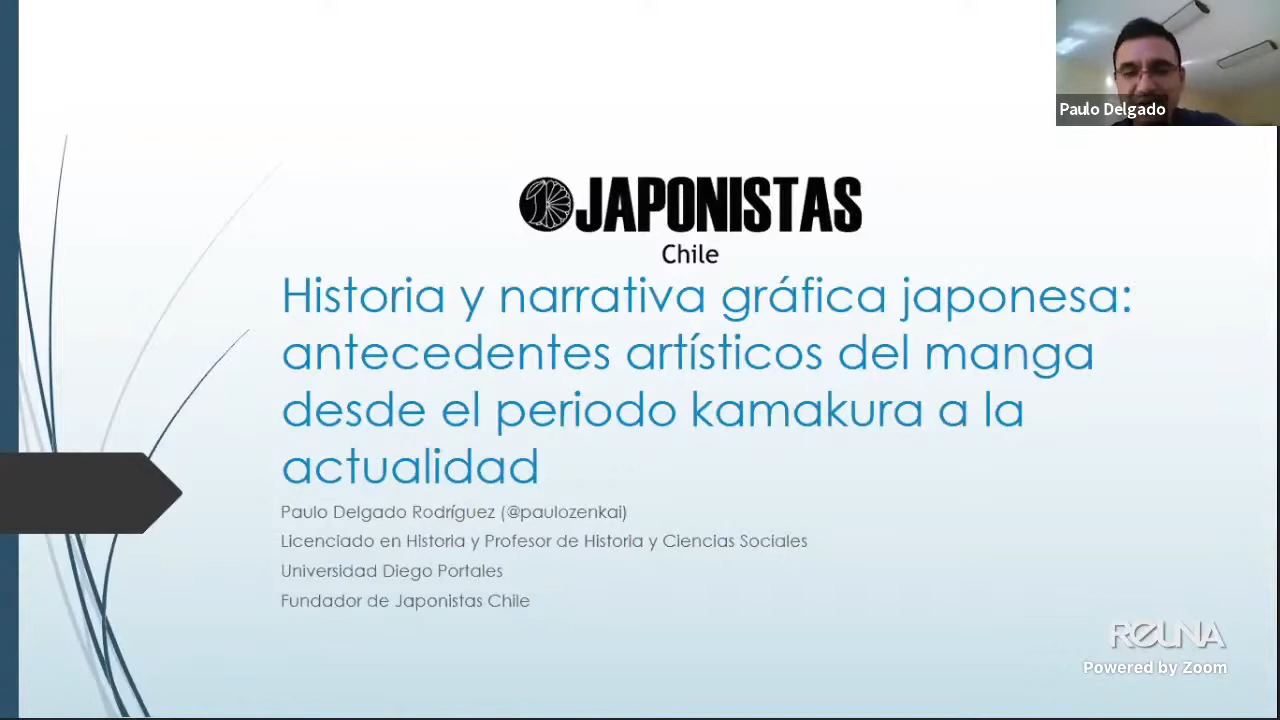 Paulo Delgado
JAPONISTAS
Chile
Historia y narrativa gráfica japonesa:
antecedentes artísticos del manga
desde el periodo kamakura a la
actualidad
Paulo Delgado Rodríguez (@paulozenkai)
Licenciado en Historia y Profesor de Historia y Ciencias Sociales
Universidad Diego Portales
Fundador de Japonistas Chile
REUNA
Powered by Zoom